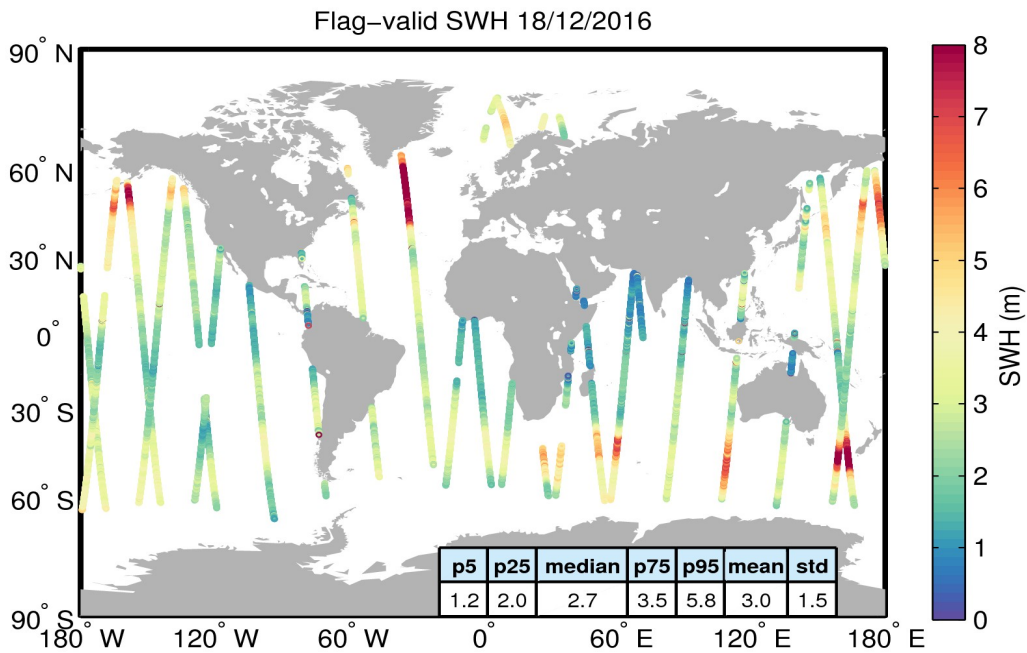 Flag−valid SWH 18/12/2016
90° N
60° N
30° N
0°
30° S
60° S
90° S
180° W
120° W
60° W
0°
60° E
120° E
180° E
p5 p25 median p75 p95 mean std
1.2 2.0 2.7 3.5 5.8 3.0 1.5
8
7
6
5
4
3
2
1
0
SWH (m)